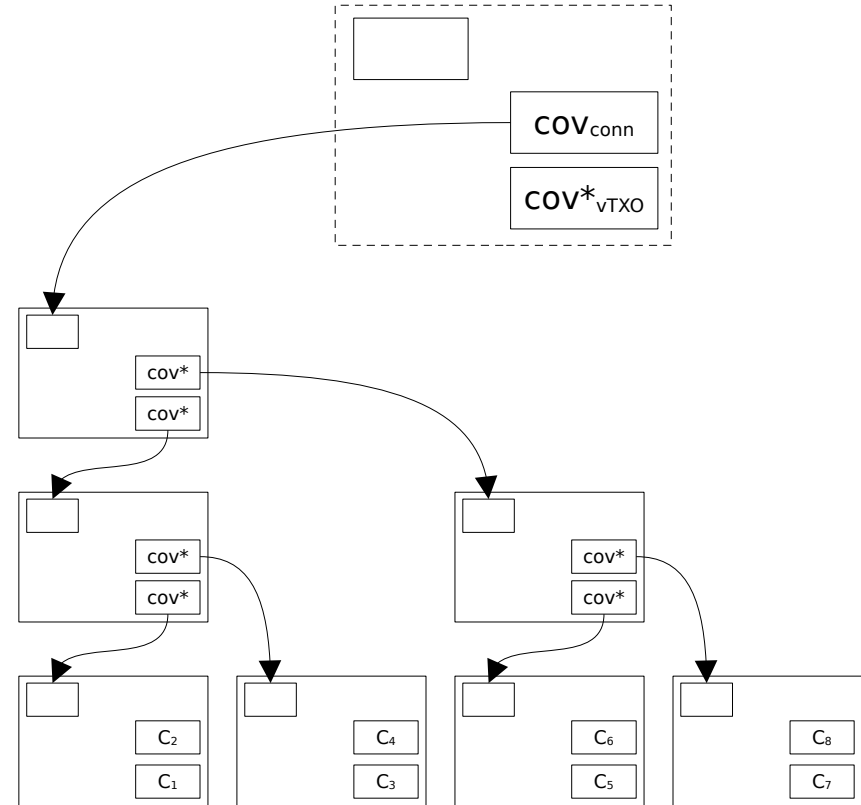 cov_conn
cov*_vTXO
cov*
cov*
cov* cov*
cov* cov*
C₂ C₄ C₆ C₈
C₁ C₃ C₅ C₇